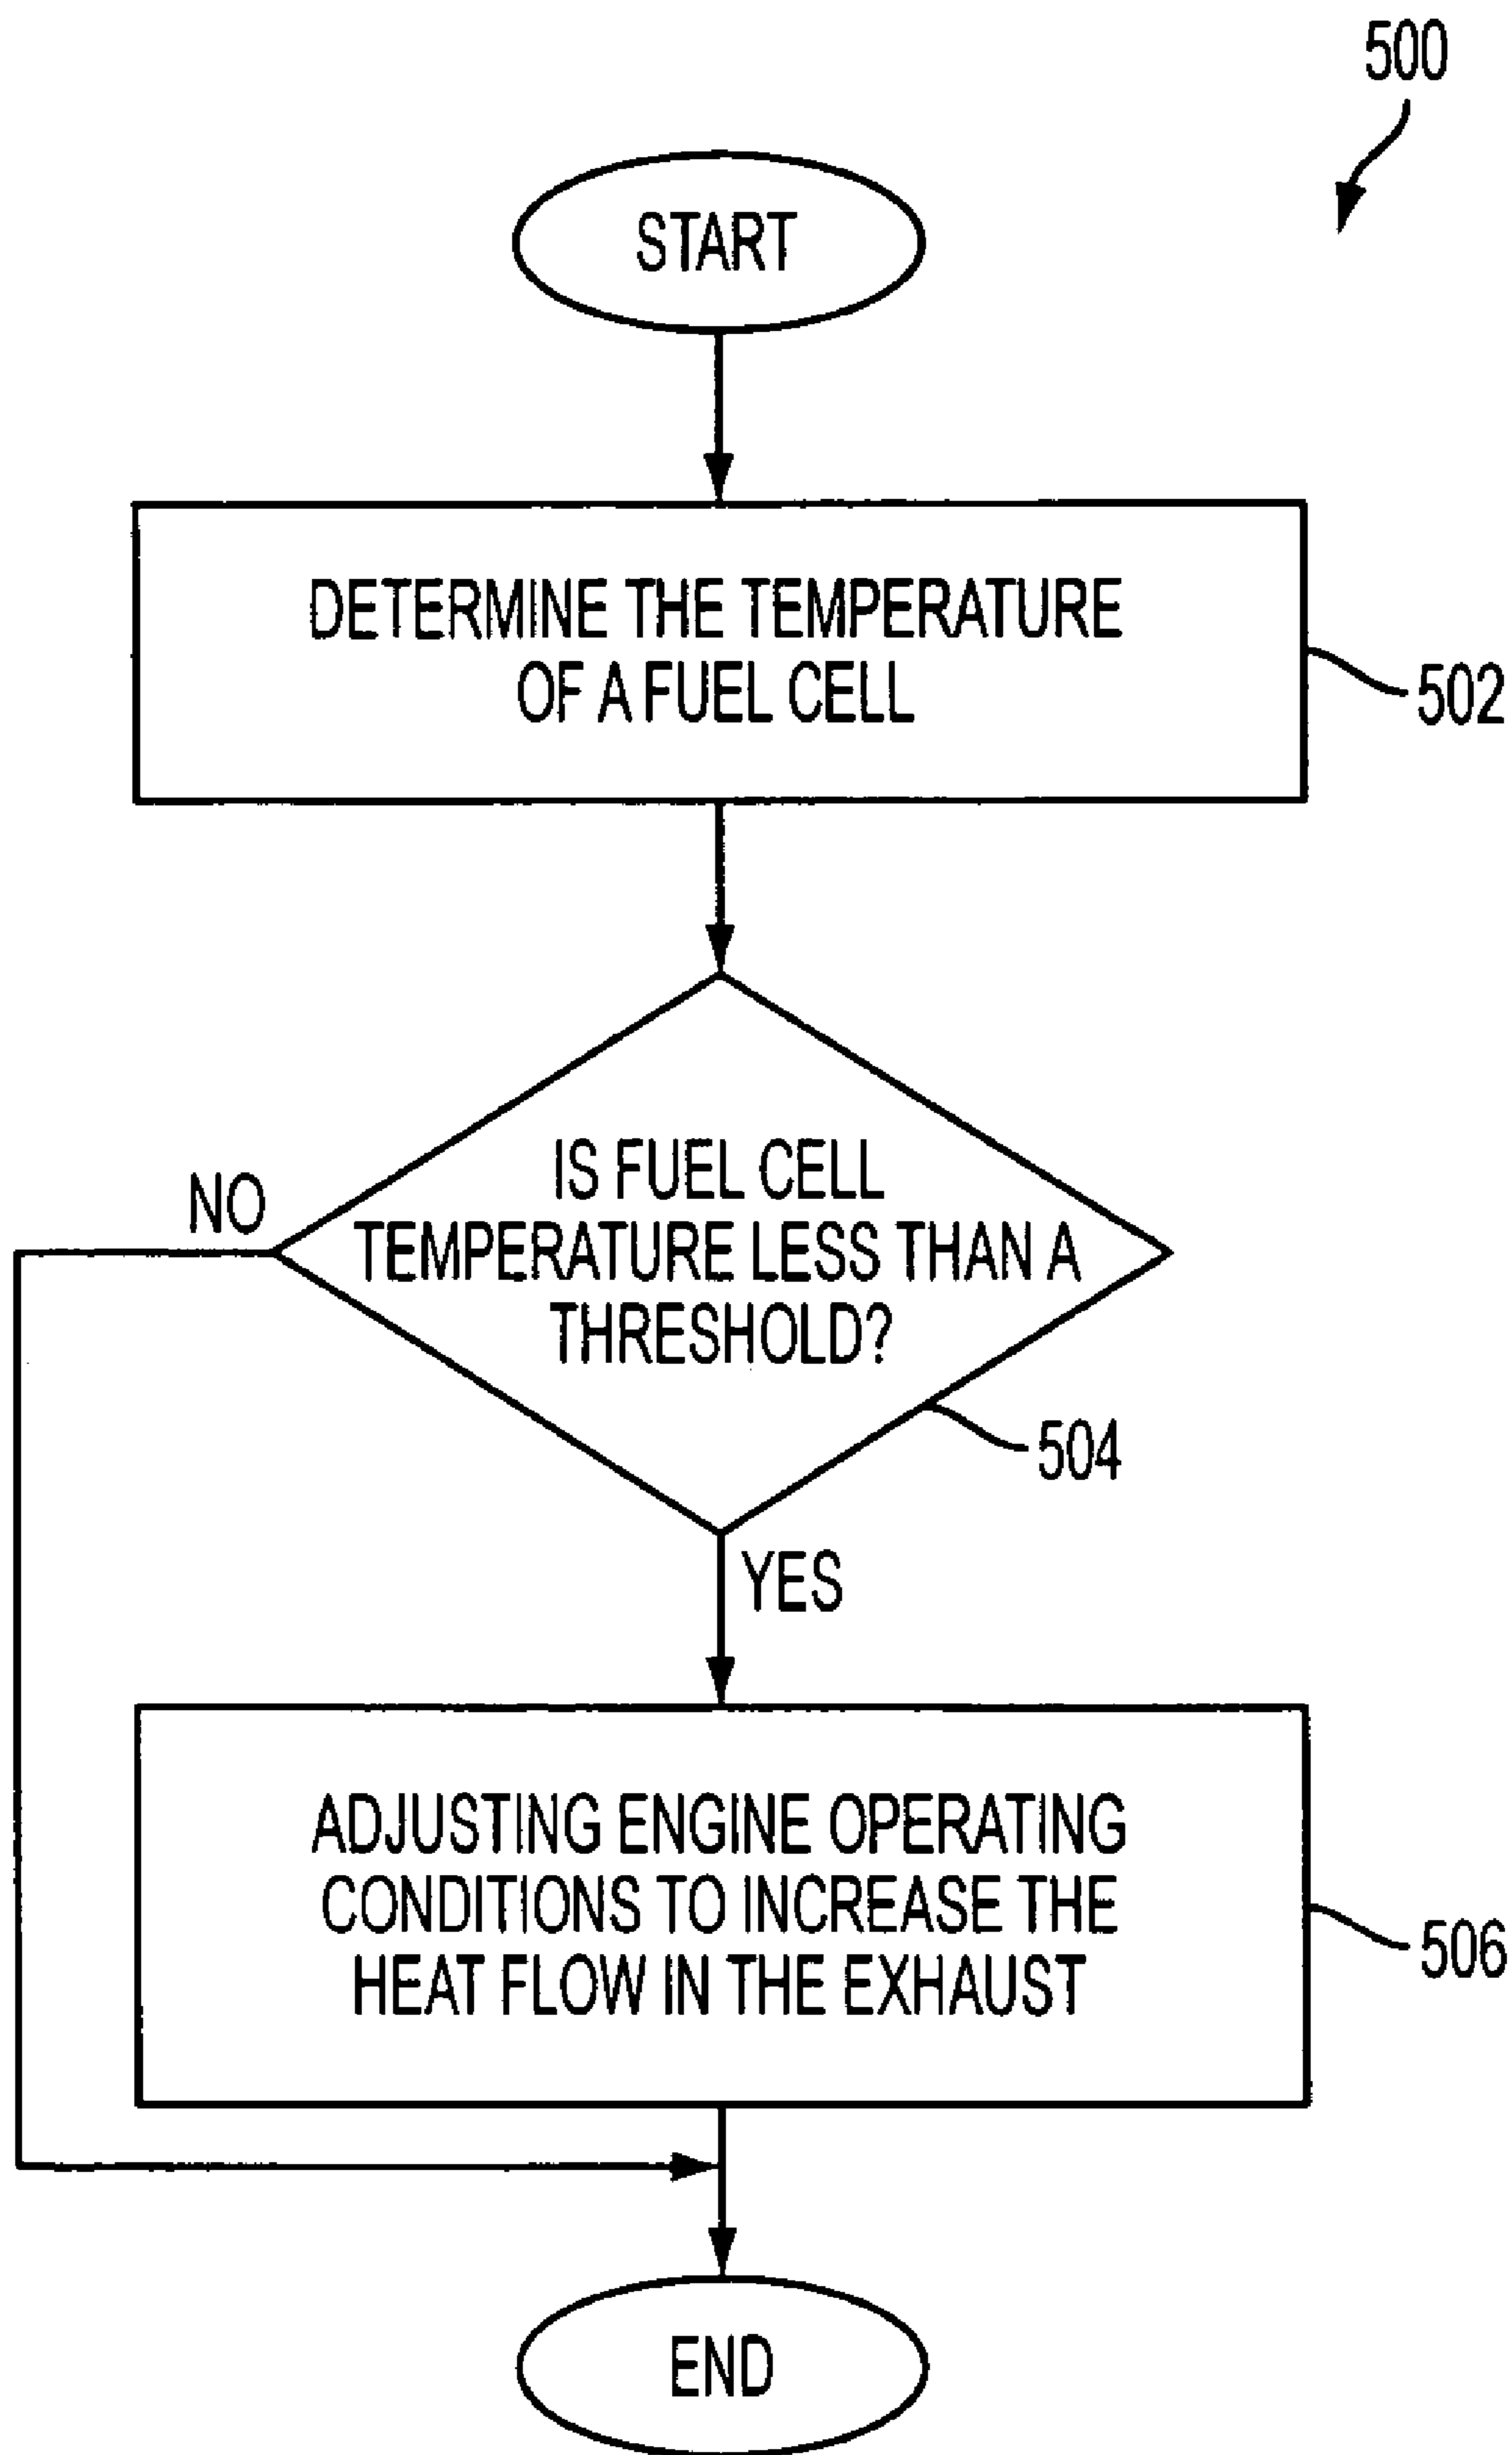 500
START
DETERMINE THE TEMPERATURE
OF A FUEL CELL
502
IS FUEL CELL
TEMPERATURE LESS THAN A
THRESHOLD?
NO
504
YES
ADJUSTING ENGINE OPERATING
CONDITIONS TO INCREASE THE
HEAT FLOW IN THE EXHAUST
506
END